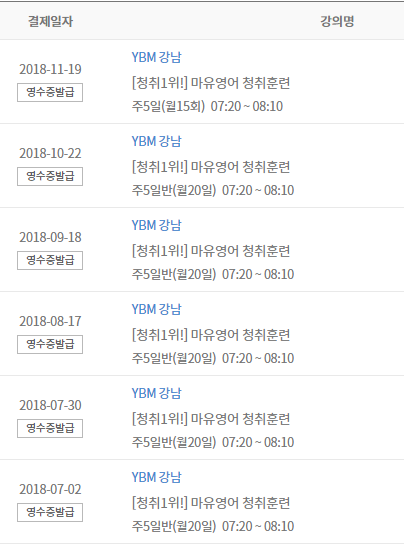 결제일자 강의명
YBM 강남
2018-11-19
[청취1위!] 마유영어 청취훈련
영수증발급
주5일(월15회) 07:20 ~ 08:10
YBM 강남
2018-10-22
[청취1위!] 마유영어 청취훈련
영수증발급
주5일반(월20일) 07:20 ~ 08:10
YBM 강남
2018-09-18
[청취1위!] 마유영어 청취훈련
영수증발급
주5일반(월20일) 07:20 ~ 08:10
YBM 강남
2018-08-17
[청취1위!] 마유영어 청취훈련
영수증발급
주5일반(월20일) 07:20 ~ 08:10
YBM 강남
2018-07-30
[청취1위!] 마유영어 청취훈련
영수증발급
주5일반(월20일) 07:20 ~ 08:10
YBM 강남
2018-07-02
[청취1위!] 마유영어 청취훈련
영수증발급
주5일반(월20일) 07:20 ~ 08:10